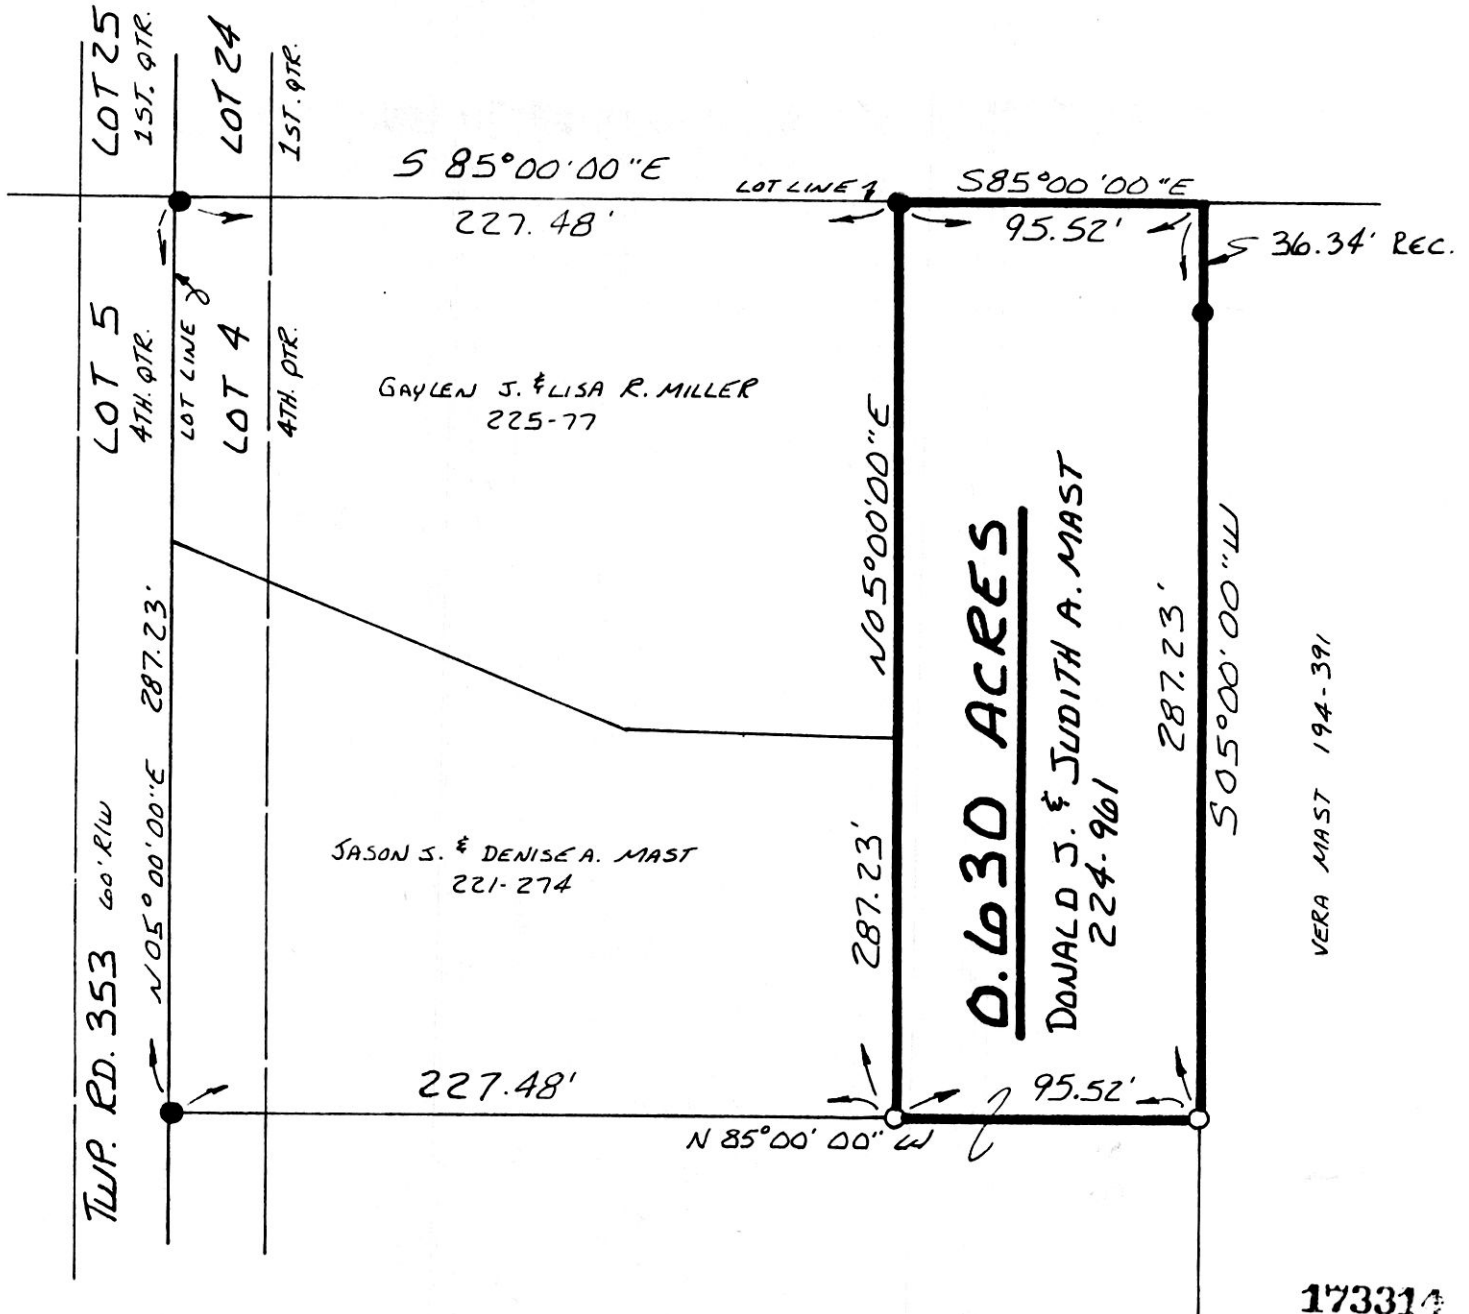 LOT 25
1ST. QTR.
LOT 24
1ST. QTR.
S 85°00'00"E
227.48'
LOT LINE
S85°00'00"E
95.52'
36.34' REC.
LOT 5
4TH. QTR.
LOT LINE
LOT 4
4TH. QTR.
GAYLEN J. & LISA R. MILLER
225-77
N05°00'00"E
287.23'
0.630 ACRES
DONALD J. & JUDITH A. MAST
224-961
287.23'
S05°00'00"W
VERA MAST 194-391
TWP. RD. 353 60' R/W
N05°00'00"E 287.23'
JASON J. & DENISE A. MAST
221-274
227.48'
95.52'
N 85°00'00" W
173314